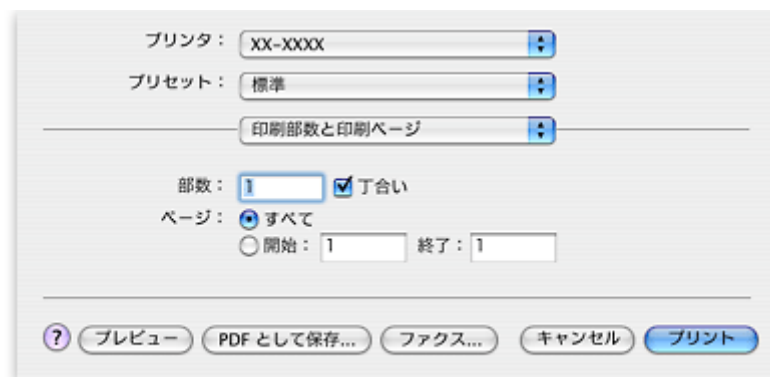 プリンタ： XX-XXXX
プリセット： 標準
印刷部数と印刷ページ
部数： 1 丁合い
ページ： すべて
開始： 1 終了： 1
? プレビュー PDF として保存... ファクス... キャンセル プリント